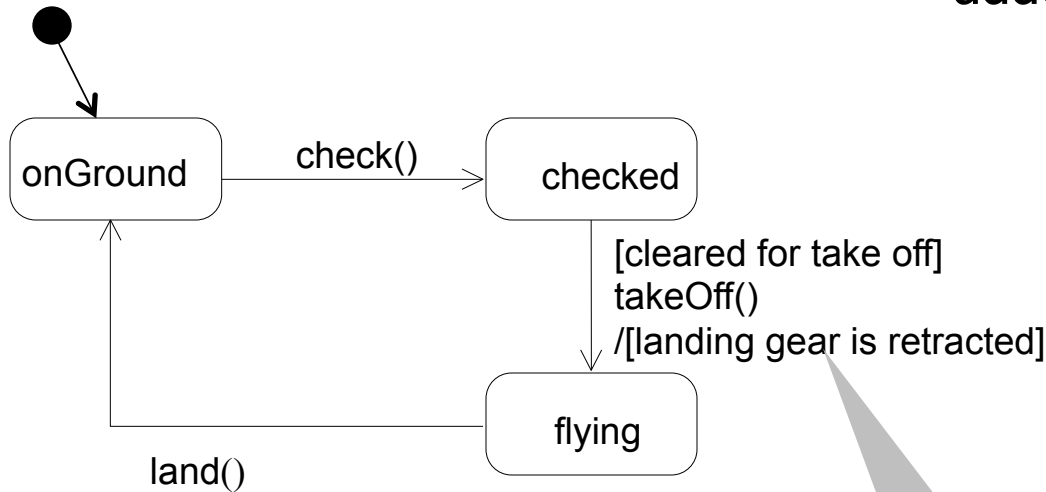 onGround
check()
checked
[cleared for take off]
takeOff()
/[landing gear is retracted]
flying
land()